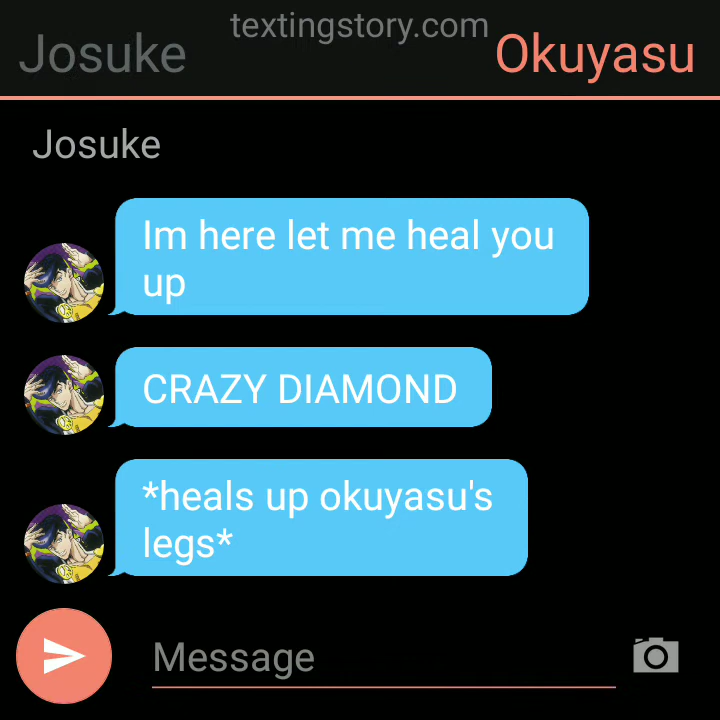 textingstory.com
Josuke
Okuyasu
Josuke
Im here let me heal you
up
CRAZY DIAMOND
*heals up okuyasu's
legs*
Message